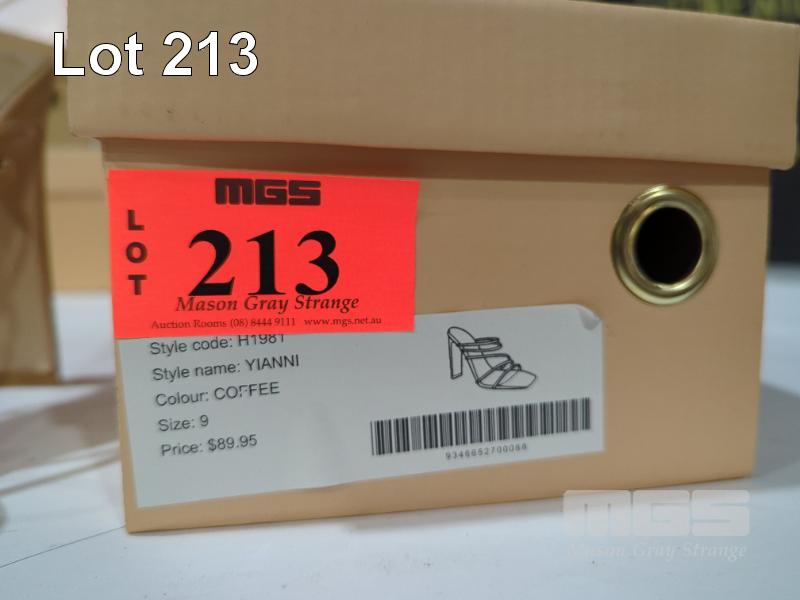 Lot 213
MGS
LOT
213
Mason Gray Strange
Auction Rooms (08) 8444 9111 www.mgs.net.au
Style code: H1981
Style name: YIANNI
Colour: COFFEE
Size: 9
Price: $89.95
9346652700066
MGS
Mason Gray Strange